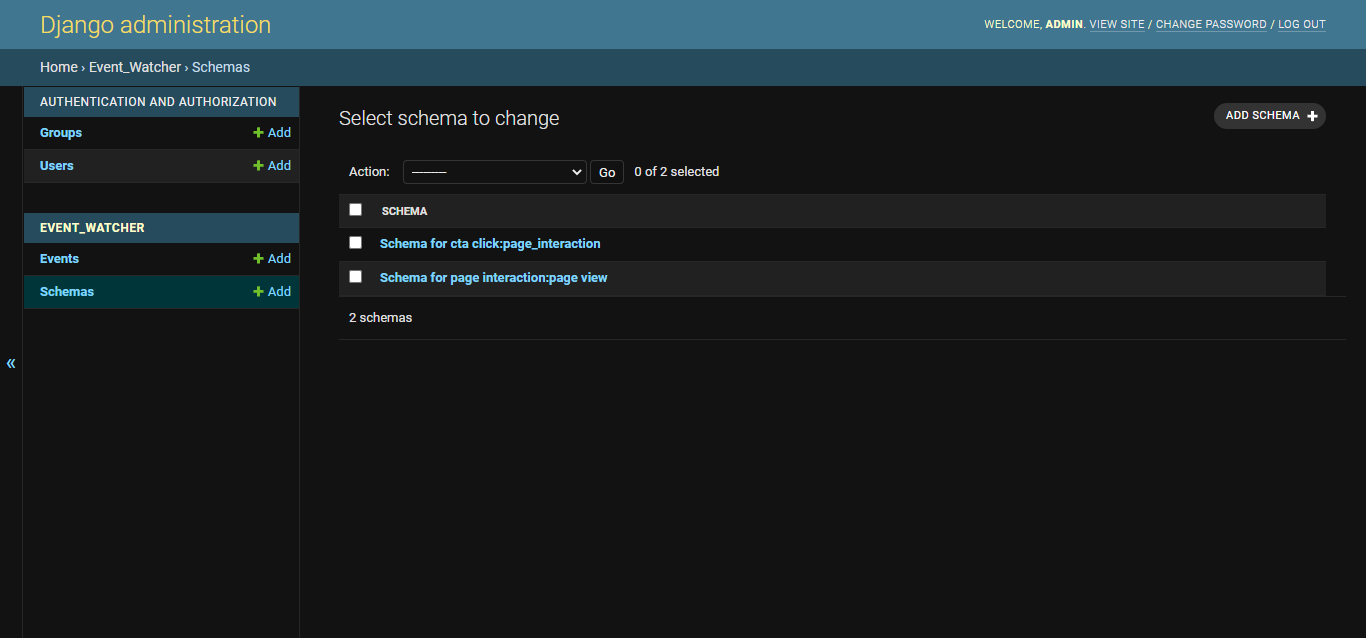 Django administration
WELCOME, ADMIN. VIEW SITE / CHANGE PASSWORD / LOG OUT
Home › Event_Watcher › Schemas
AUTHENTICATION AND AUTHORIZATION
Groups + Add
Users + Add
EVENT_WATCHER
Events + Add
Schemas + Add
«
Select schema to change
ADD SCHEMA +
Action: --------- Go 0 of 2 selected
SCHEMA
Schema for cta click:page_interaction
Schema for page interaction:page view
2 schemas